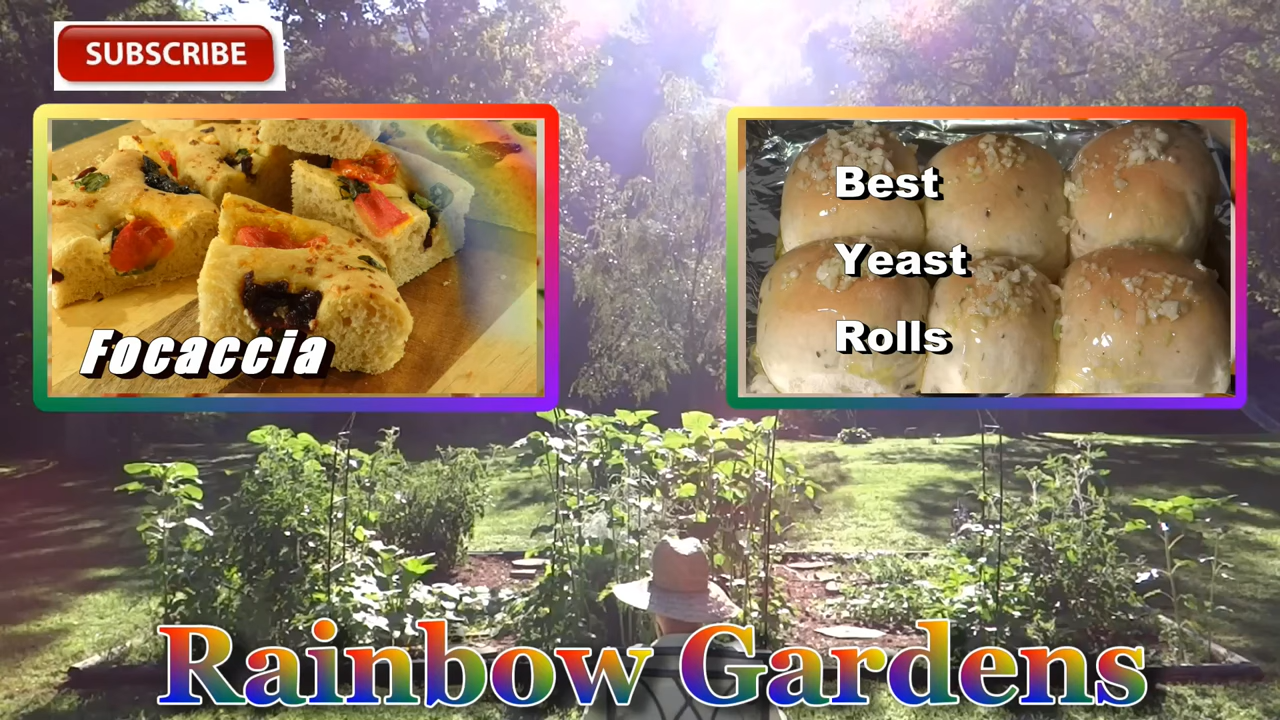 SUBSCRIBE
Focaccia
Best
Yeast
Rolls
Rainbow Gardens